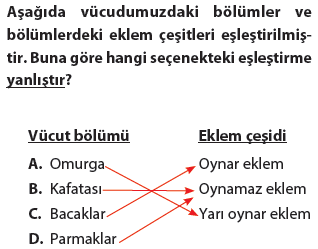 Aşağıda vücudumuzdaki bölümler ve
bölümlerdeki eklem çeşitleri eşleştirilmiş-
tir. Buna göre hangi seçenekteki eşleştirme
yanlıştır?
Vücut bölümü Eklem çeşidi
A. Omurga Oynar eklem
B. Kafatası Oynamaz eklem
C. Bacaklar Yarı oynar eklem
D. Parmaklar